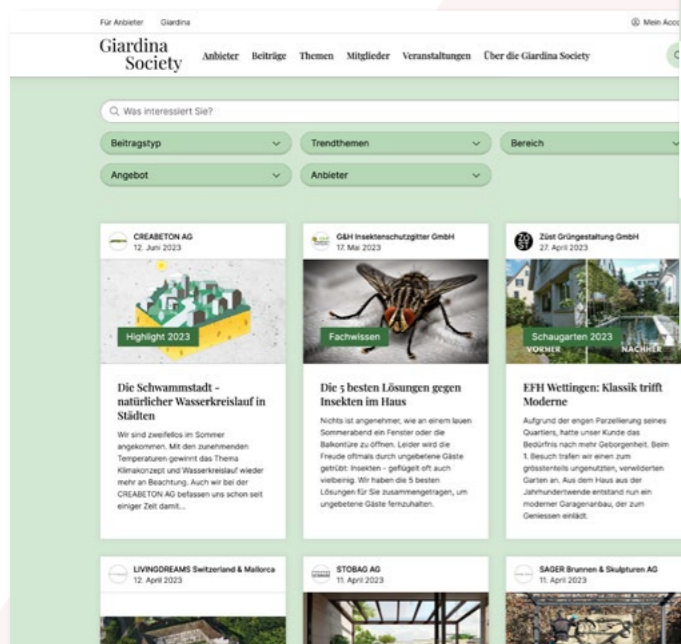 Für Anbieter Giardina
Mein Acco
Giardina
Society
Anbieter Beiträge Themen Mitglieder Veranstaltungen Über die Giardina Society
Was interessiert Sie?
Beitragstyp
Trendthemen
Bereich
Angebot
Anbieter
CREABETON AG
12. Juni 2023
Highlight 2023
Die Schwammstadt -
natürlicher Wasserkreislauf in
Städten
Wir sind zweifellos im Sommer
angekommen. Mit den zunehmenden
Temperaturen gewinnt das Thema
Klimakonzept und Wasserkreislauf wieder
mehr an Beachtung. Auch wir bei der
CREABETON AG befassen uns schon seit
einiger Zeit damit...
G&H Insektenschutzgitter GmbH
17. Mai 2023
Fachwissen
Die 5 besten Lösungen gegen
Insekten im Haus
Nichts ist angenehmer, wie an einem lauen
Sommerabend ein Fenster oder die
Balkontüre zu öffnen. Leider wird die
Freude oftmals durch ungebetene Gäste
getrübt: Insekten - geflügelt oft auch
vielbeinig. Wir haben die 5 besten
Lösungen für Sie zusammengetragen, um
ungebetene Gäste fernzuhalten.
ZÜ
ST
Züst Grüngestaltung GmbH
27. April 2023
Schaugarten 2023
VORHER NACHHER
EFH Wettingen: Klassik trifft
Moderne
Aufgrund der engen Parzellierung seines
Quartiers, hatte unser Kunde das
Bedürfnis nach mehr Geborgenheit. Beim
1. Besuch trafen wir einen zum
grösstenteils ungenutzten, verwilderten
Garten an. Aus dem Haus aus der
Jahrhundertwende entstand nun ein
moderner Garagenanbau, der zum
Geniessen einlädt.
LIVINGDREAMS Switzerland & Mallorca
12. April 2023
STOBAG AG
11. April 2023
SAGER Brunnen & Skulpturen AG
11. April 2023